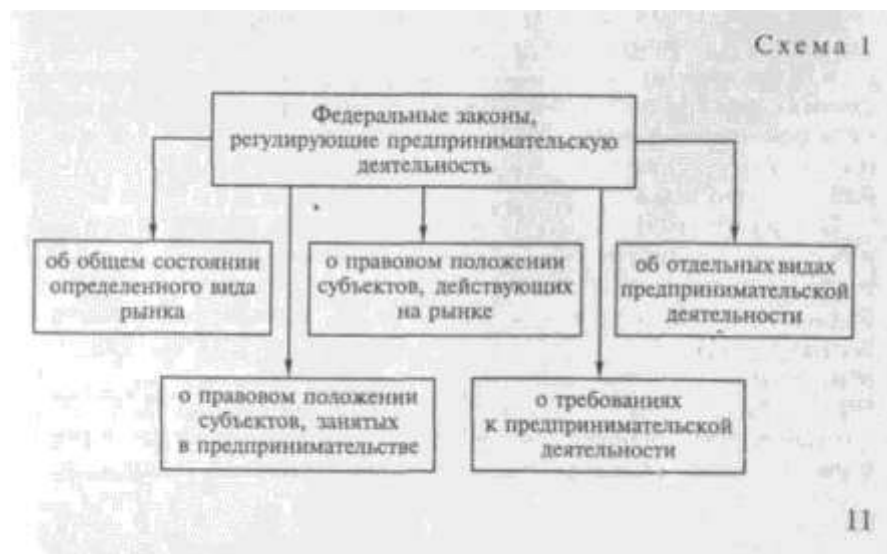 Схема 1
Федеральные законы,
регулирующие предпринимательскую
деятельность
об общем состоянии
определенного вида
рынка
о правовом положении
субъектов, действующих
на рынке
об отдельных видах
предпринимательской
деятельности
о правовом положении
субъектов, занятых
в предпринимательстве
о требованиях
к предпринимательской
деятельности
11